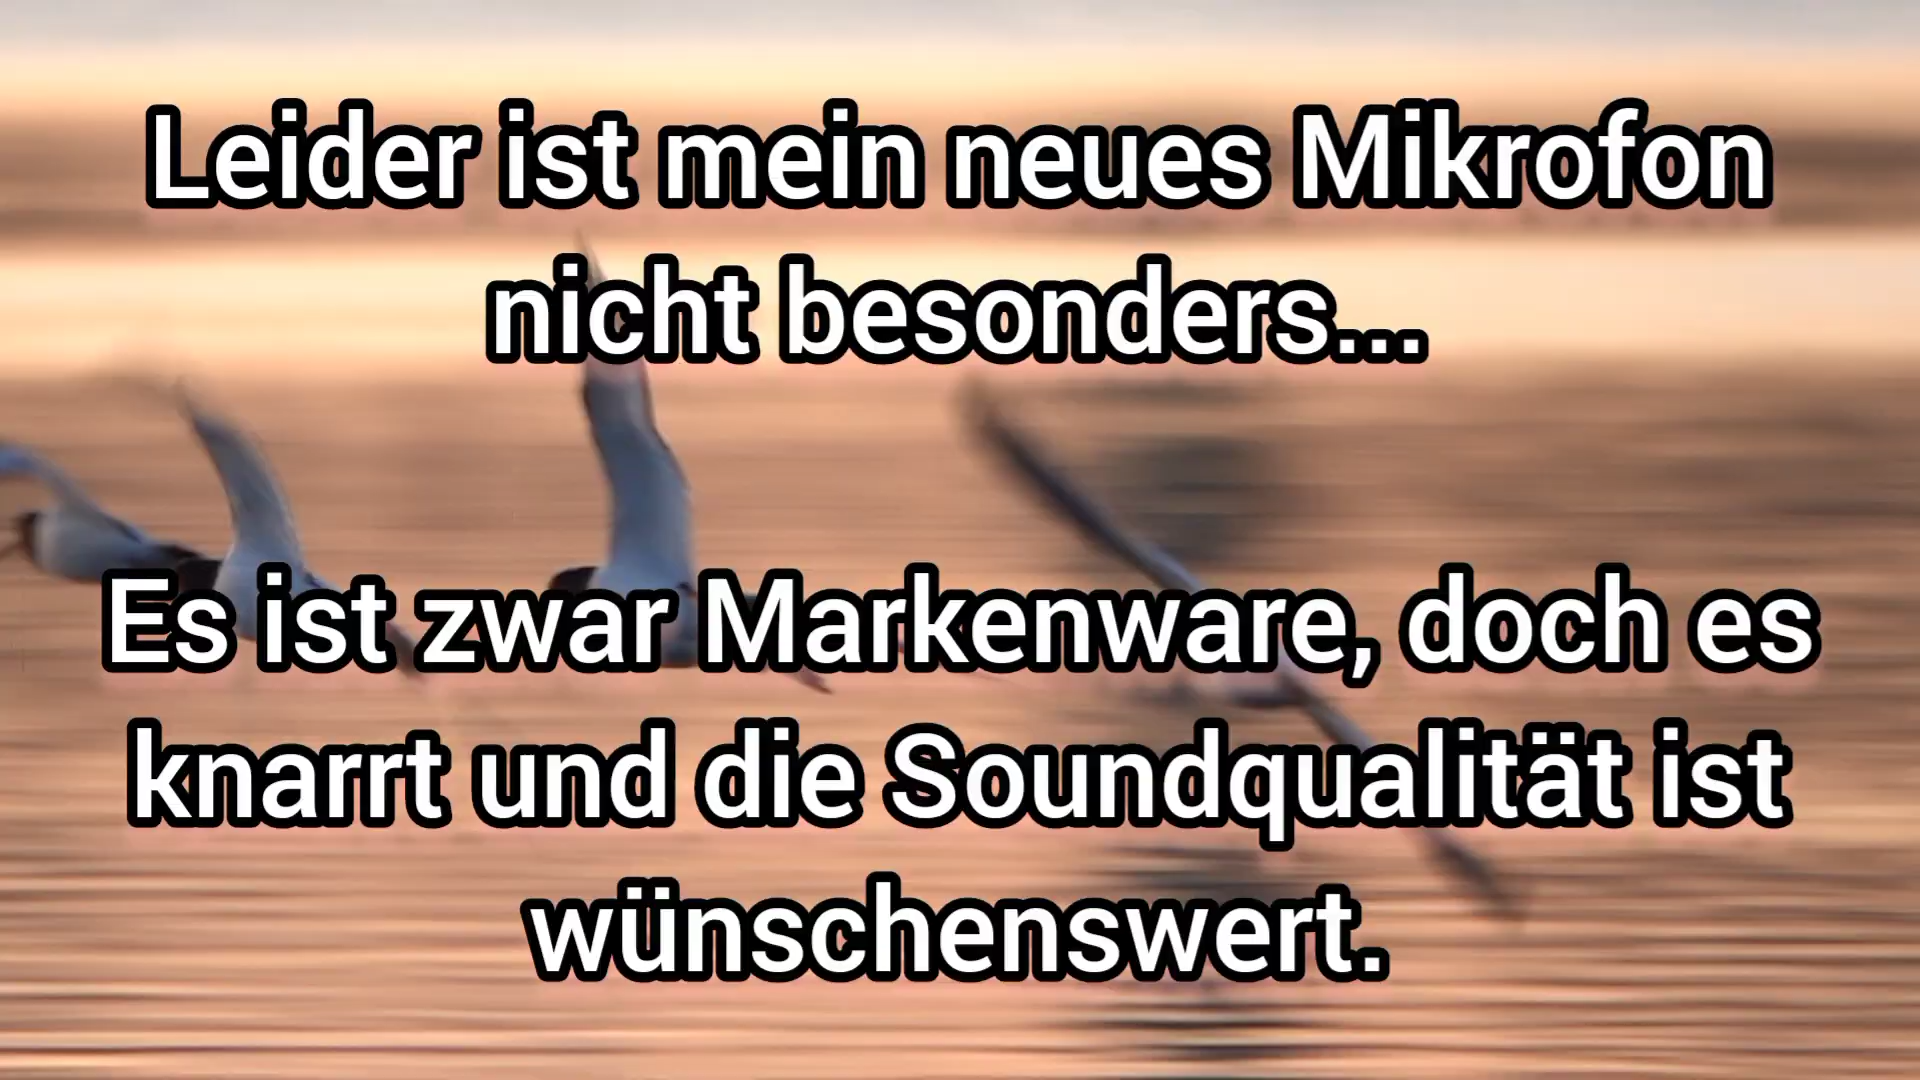 Leider ist mein neues Mikrofon
nicht besonders...
Es ist zwar Markenware, doch es
knarrt und die Soundqualität ist
wünschenswert.